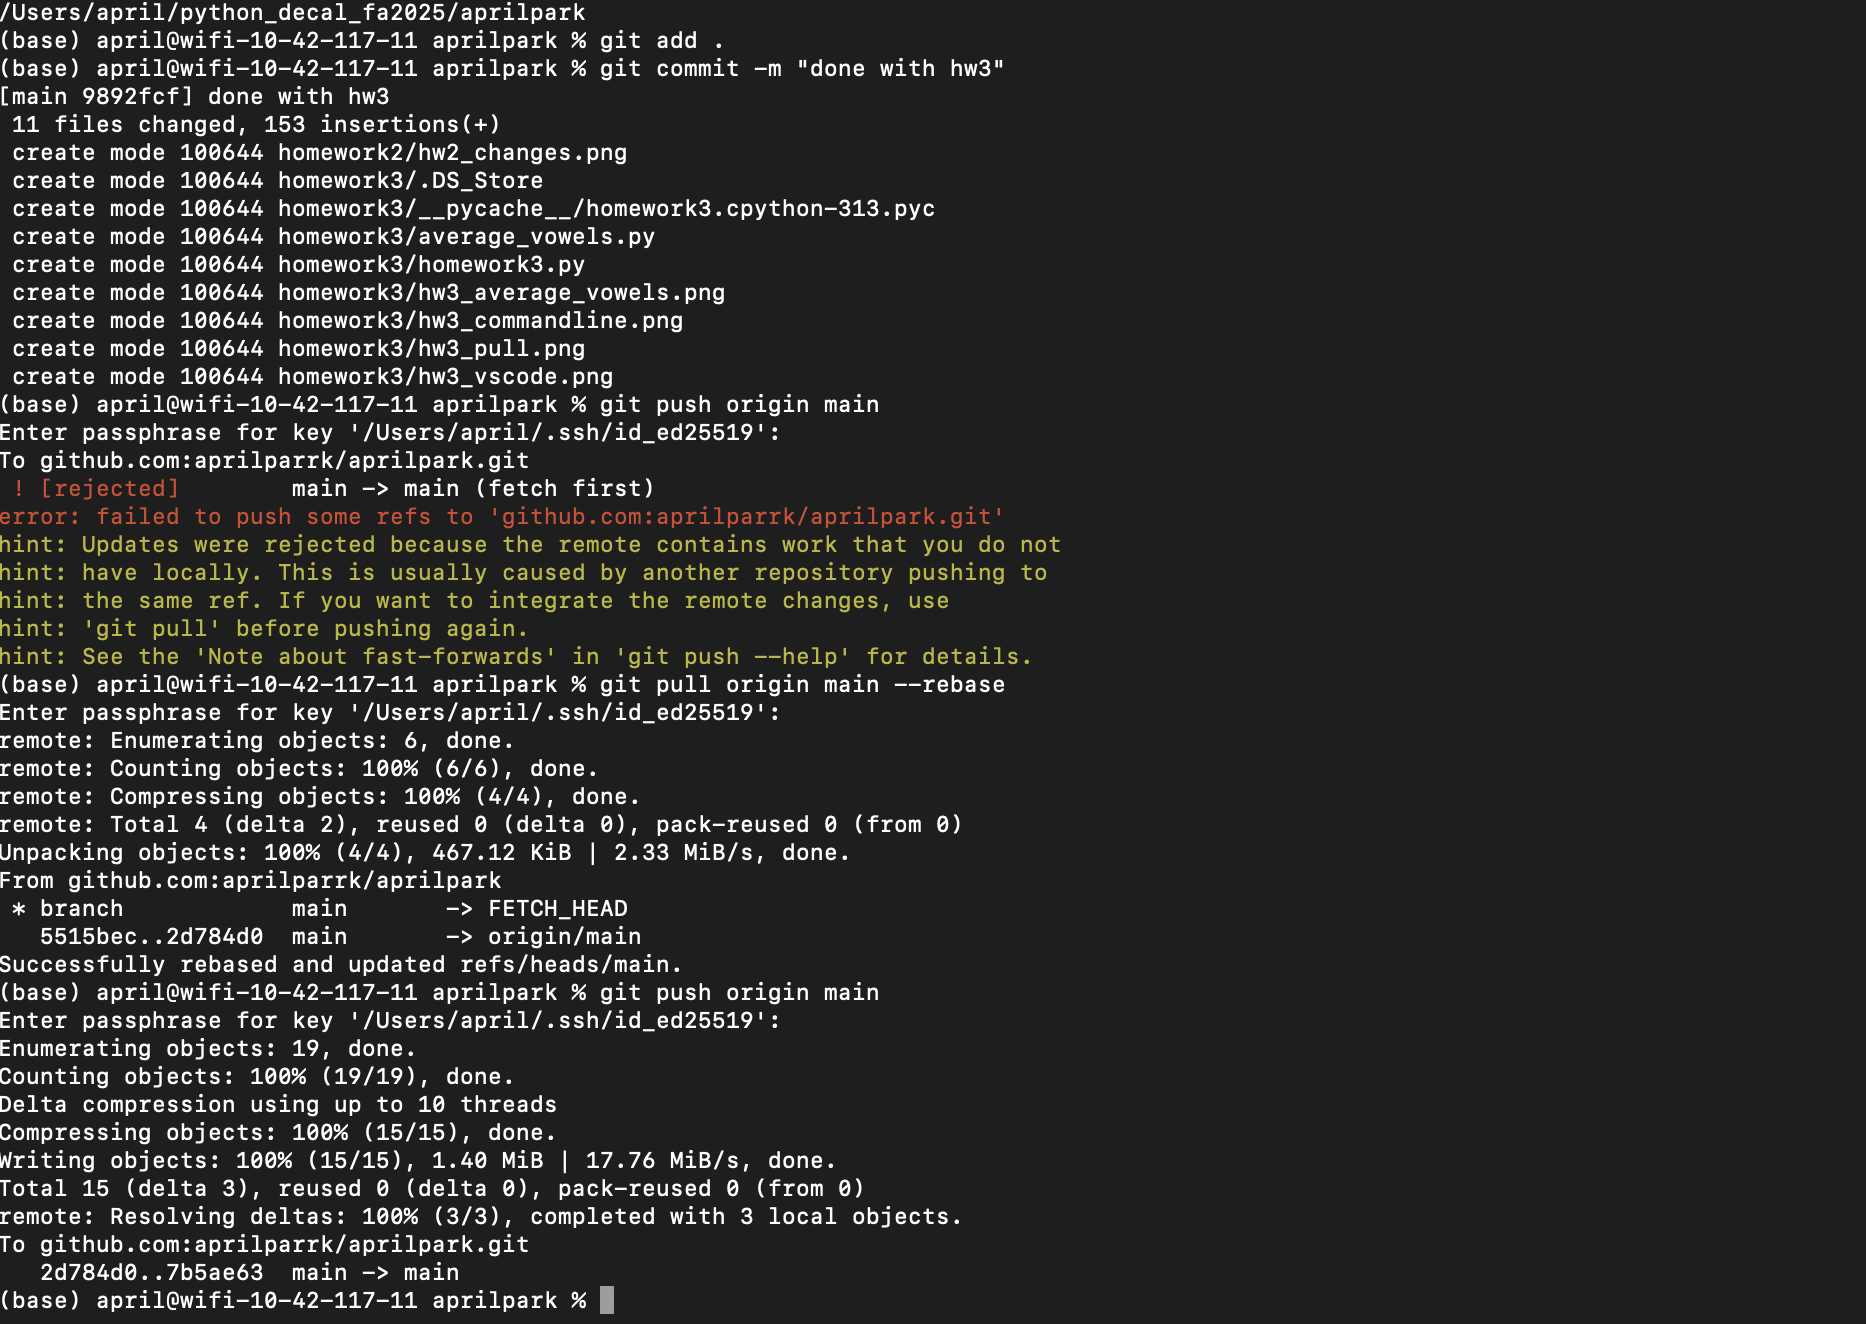 /Users/april/python_decal_fa2025/aprilpark
(base) april@wifi-10-42-117-11 aprilpark % git add .
(base) april@wifi-10-42-117-11 aprilpark % git commit -m "done with hw3"
[main 9892fcf] done with hw3
 11 files changed, 153 insertions(+)
 create mode 100644 homework2/hw2_changes.png
 create mode 100644 homework3/.DS_Store
 create mode 100644 homework3/__pycache__/homework3.cpython-313.pyc
 create mode 100644 homework3/average_vowels.py
 create mode 100644 homework3/homework3.py
 create mode 100644 homework3/hw3_average_vowels.png
 create mode 100644 homework3/hw3_commandline.png
 create mode 100644 homework3/hw3_pull.png
 create mode 100644 homework3/hw3_vscode.png
(base) april@wifi-10-42-117-11 aprilpark % git push origin main
Enter passphrase for key '/Users/april/.ssh/id_ed25519':
To github.com:aprilparrk/aprilpark.git
 ! [rejected]        main -> main (fetch first)
error: failed to push some refs to 'github.com:aprilparrk/aprilpark.git'
hint: Updates were rejected because the remote contains work that you do not
hint: have locally. This is usually caused by another repository pushing to
hint: the same ref. If you want to integrate the remote changes, use
hint: 'git pull' before pushing again.
hint: See the 'Note about fast-forwards' in 'git push --help' for details.
(base) april@wifi-10-42-117-11 aprilpark % git pull origin main --rebase
Enter passphrase for key '/Users/april/.ssh/id_ed25519':
remote: Enumerating objects: 6, done.
remote: Counting objects: 100% (6/6), done.
remote: Compressing objects: 100% (4/4), done.
remote: Total 4 (delta 2), reused 0 (delta 0), pack-reused 0 (from 0)
Unpacking objects: 100% (4/4), 467.12 KiB | 2.33 MiB/s, done.
From github.com:aprilparrk/aprilpark
 * branch            main       -> FETCH_HEAD
   5515bec..2d784d0  main       -> origin/main
Successfully rebased and updated refs/heads/main.
(base) april@wifi-10-42-117-11 aprilpark % git push origin main
Enter passphrase for key '/Users/april/.ssh/id_ed25519':
Enumerating objects: 19, done.
Counting objects: 100% (19/19), done.
Delta compression using up to 10 threads
Compressing objects: 100% (15/15), done.
Writing objects: 100% (15/15), 1.40 MiB | 17.76 MiB/s, done.
Total 15 (delta 3), reused 0 (delta 0), pack-reused 0 (from 0)
remote: Resolving deltas: 100% (3/3), completed with 3 local objects.
To github.com:aprilparrk/aprilpark.git
   2d784d0..7b5ae63  main -> main
(base) april@wifi-10-42-117-11 aprilpark %